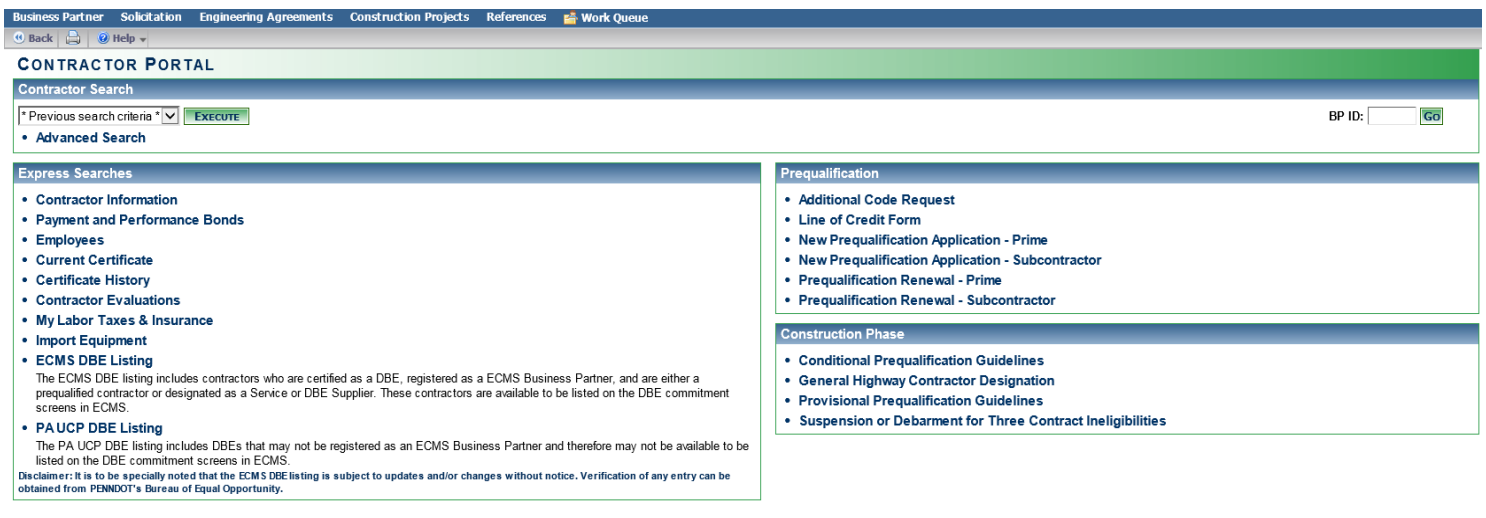 Business Partner Solicitation Engineering Agreements Construction Projects References Work Queue
Back Help
CONTRACTOR PORTAL
Contractor Search
* Previous search criteria * EXECUTE BP ID: Go
• Advanced Search
Express Searches
• Contractor Information
• Payment and Performance Bonds
• Employees
• Current Certificate
• Certificate History
• Contractor Evaluations
• My Labor Taxes & Insurance
• Import Equipment
• ECMS DBE Listing
The ECMS DBE listing includes contractors who are certified as a DBE, registered as a ECMS Business Partner, and are either a
prequalified contractor or designated as a Service or DBE Supplier. These contractors are available to be listed on the DBE commitment
screens in ECMS.
• PA UCP DBE Listing
The PA UCP DBE listing includes DBEs that may not be registered as an ECMS Business Partner and therefore may not be available to be
listed on the DBE commitment screens in ECMS.
Disclaimer: It is to be specially noted that the ECMS DBE listing is subject to updates and/or changes without notice. Verification of any entry can be
obtained from PENNDOT's Bureau of Equal Opportunity.
Prequalification
• Additional Code Request
• Line of Credit Form
• New Prequalification Application - Prime
• New Prequalification Application - Subcontractor
• Prequalification Renewal - Prime
• Prequalification Renewal - Subcontractor
Construction Phase
• Conditional Prequalification Guidelines
• General Highway Contractor Designation
• Provisional Prequalification Guidelines
• Suspension or Debarment for Three Contract Ineligibilities